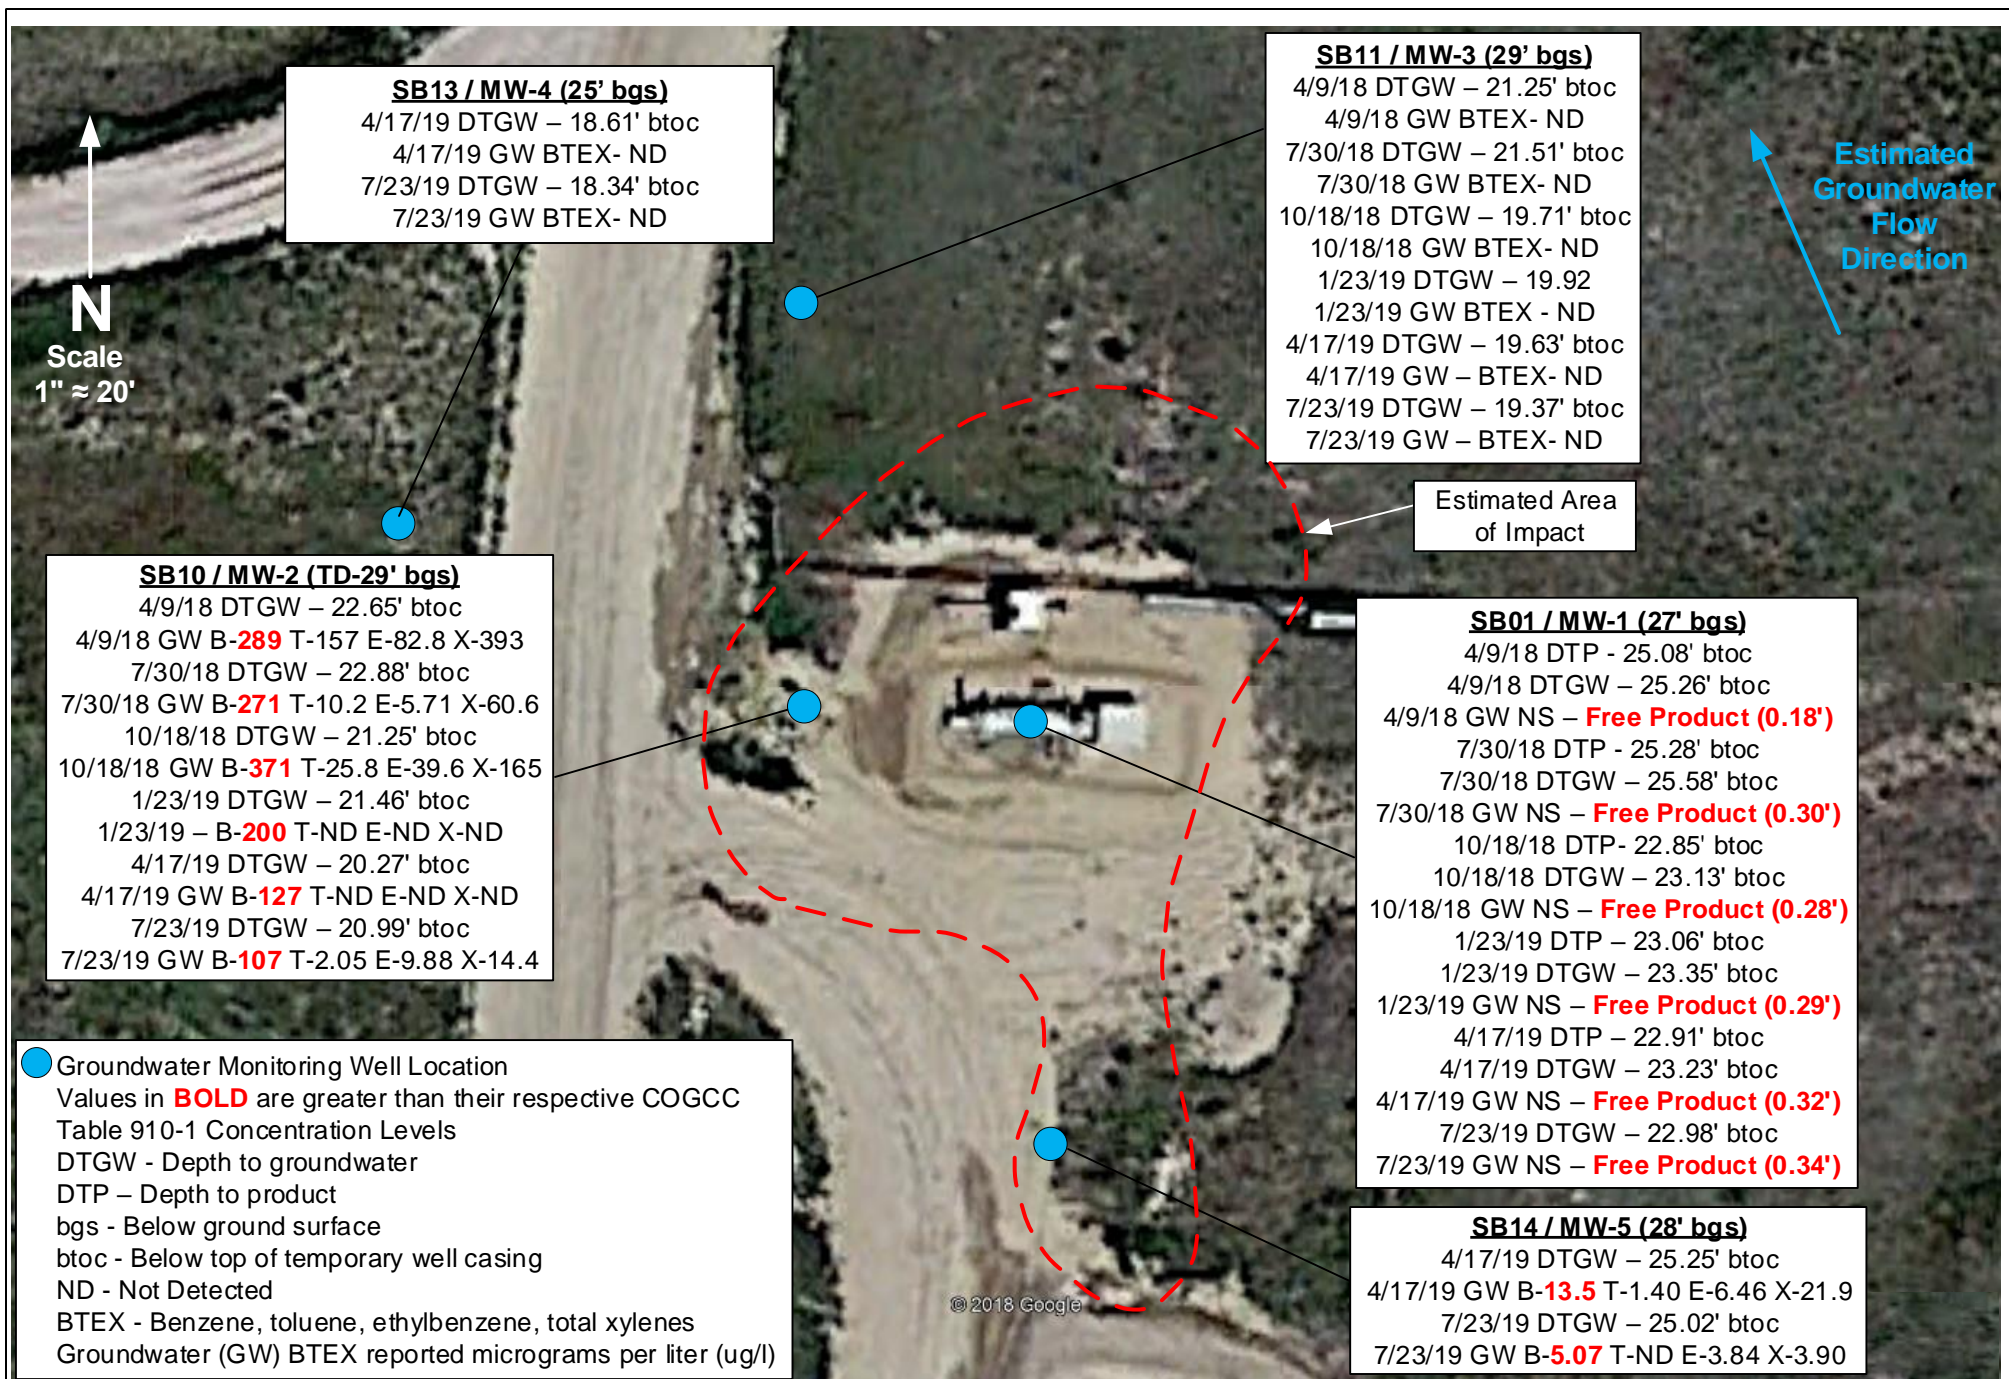 SB13 / MW-4 (25’ bgs)
4/17/19 DTGW – 18.61' btoc
4/17/19 GW BTEX- ND
7/23/19 DTGW – 18.34' btoc
7/23/19 GW BTEX- ND
SB11 / MW-3 (29’ bgs)
4/9/18 DTGW – 21.25' btoc
4/9/18 GW BTEX- ND
7/30/18 DTGW – 21.51' btoc
7/30/18 GW BTEX- ND
10/18/18 DTGW – 19.71' btoc
10/18/18 GW BTEX- ND
1/23/19 DTGW – 19.92
1/23/19 GW BTEX - ND
4/17/19 DTGW – 19.63' btoc
4/17/19 GW – BTEX- ND
7/23/19 DTGW – 19.37' btoc
7/23/19 GW – BTEX- ND
Estimated
Groundwater
Flow
Direction
N
Scale
1" ≈ 20'
Estimated Area
of Impact
SB10 / MW-2 (TD-29' bgs)
4/9/18 DTGW – 22.65' btoc
4/9/18 GW B-289 T-157 E-82.8 X-393
7/30/18 DTGW – 22.88' btoc
7/30/18 GW B-271 T-10.2 E-5.71 X-60.6
10/18/18 DTGW – 21.25' btoc
10/18/18 GW B-371 T-25.8 E-39.6 X-165
1/23/19 DTGW – 21.46' btoc
1/23/19 – B-200 T-ND E-ND X-ND
4/17/19 DTGW – 20.27' btoc
4/17/19 GW B-127 T-ND E-ND X-ND
7/23/19 DTGW – 20.99' btoc
7/23/19 GW B-107 T-2.05 E-9.88 X-14.4
SB01 / MW-1 (27' bgs)
4/9/18 DTP - 25.08' btoc
4/9/18 DTGW – 25.26' btoc
4/9/18 GW NS – Free Product (0.18')
7/30/18 DTP - 25.28' btoc
7/30/18 DTGW – 25.58' btoc
7/30/18 GW NS – Free Product (0.30')
10/18/18 DTP- 22.85' btoc
10/18/18 DTGW – 23.13' btoc
10/18/18 GW NS – Free Product (0.28')
1/23/19 DTP – 23.06' btoc
1/23/19 DTGW – 23.35' btoc
1/23/19 GW NS – Free Product (0.29')
4/17/19 DTP – 22.91' btoc
4/17/19 DTGW – 23.23' btoc
4/17/19 GW NS – Free Product (0.32')
7/23/19 DTGW – 22.98' btoc
7/23/19 GW NS – Free Product (0.34')
Groundwater Monitoring Well Location
Values in BOLD are greater than their respective COGCC
Table 910-1 Concentration Levels
DTGW - Depth to groundwater
DTP – Depth to product
bgs - Below ground surface
btoc - Below top of temporary well casing
ND - Not Detected
BTEX - Benzene, toluene, ethylbenzene, total xylenes
Groundwater (GW) BTEX reported micrograms per liter (ug/l)
SB14 / MW-5 (28' bgs)
4/17/19 DTGW – 25.25' btoc
4/17/19 GW B-13.5 T-1.40 E-6.46 X-21.9
7/23/19 DTGW – 25.02' btoc
7/23/19 GW B-5.07 T-ND E-3.84 X-3.90
© 2018 Google